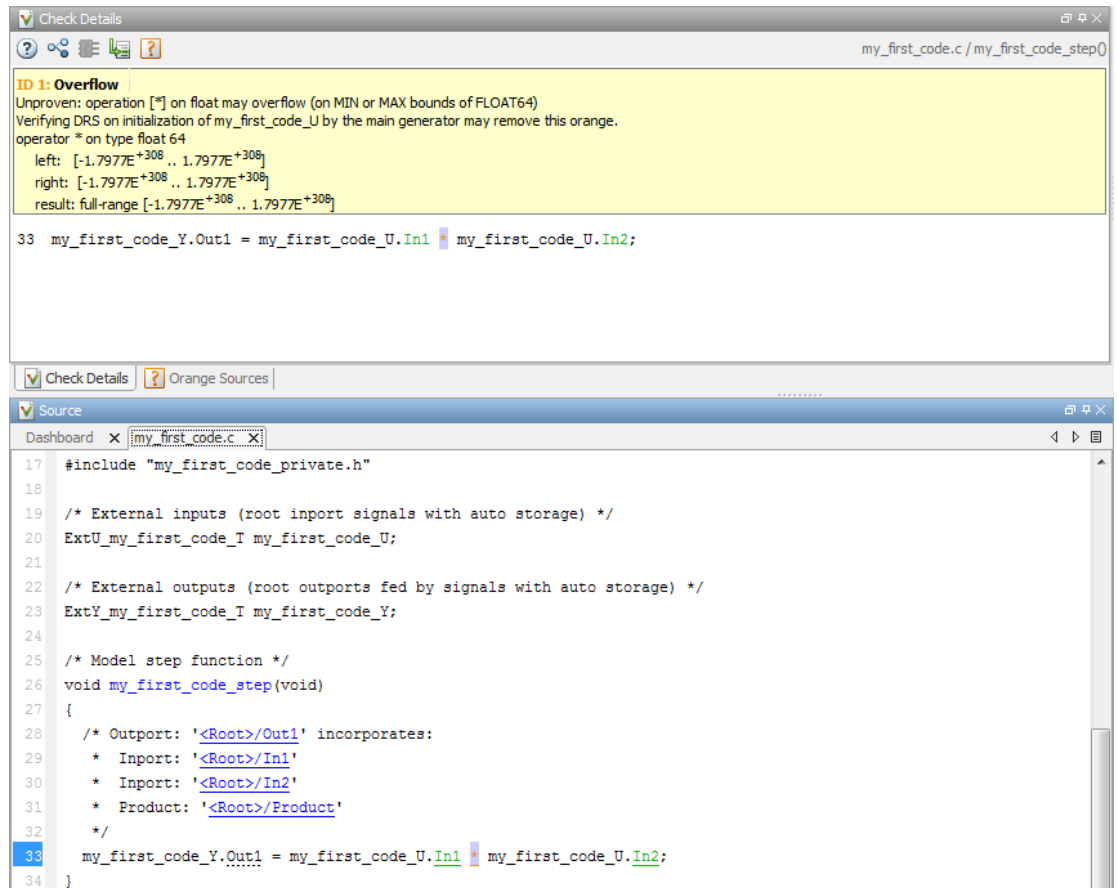 Check Details
my_first_code.c / my_first_code_step()
ID 1: Overflow
Unproven: operation [*] on float may overflow (on MIN or MAX bounds of FLOAT64)
Verifying DRS on initialization of my_first_code_U by the main generator may remove this orange.
operator * on type float 64
left: [-1.7977E+308 .. 1.7977E+308]
right: [-1.7977E+308 .. 1.7977E+308]
result: full-range [-1.7977E+308 .. 1.7977E+308]
33 my_first_code_Y.Out1 = my_first_code_U.In1 * my_first_code_U.In2;
Check Details Orange Sources
Source
Dashboard my_first_code.c
17 #include "my_first_code_private.h"
18
19 /* External inputs (root inport signals with auto storage) */
20 ExtU_my_first_code_T my_first_code_U;
21
22 /* External outputs (root outports fed by signals with auto storage) */
23 ExtY_my_first_code_T my_first_code_Y;
24
25 /* Model step function */
26 void my_first_code_step(void)
27 {
28 /* Outport: '<Root>/Out1' incorporates:
29 * Inport: '<Root>/In1'
30 * Inport: '<Root>/In2'
31 * Product: '<Root>/Product'
32 */
33 my_first_code_Y.Out1 = my_first_code_U.In1 * my_first_code_U.In2;
34 }